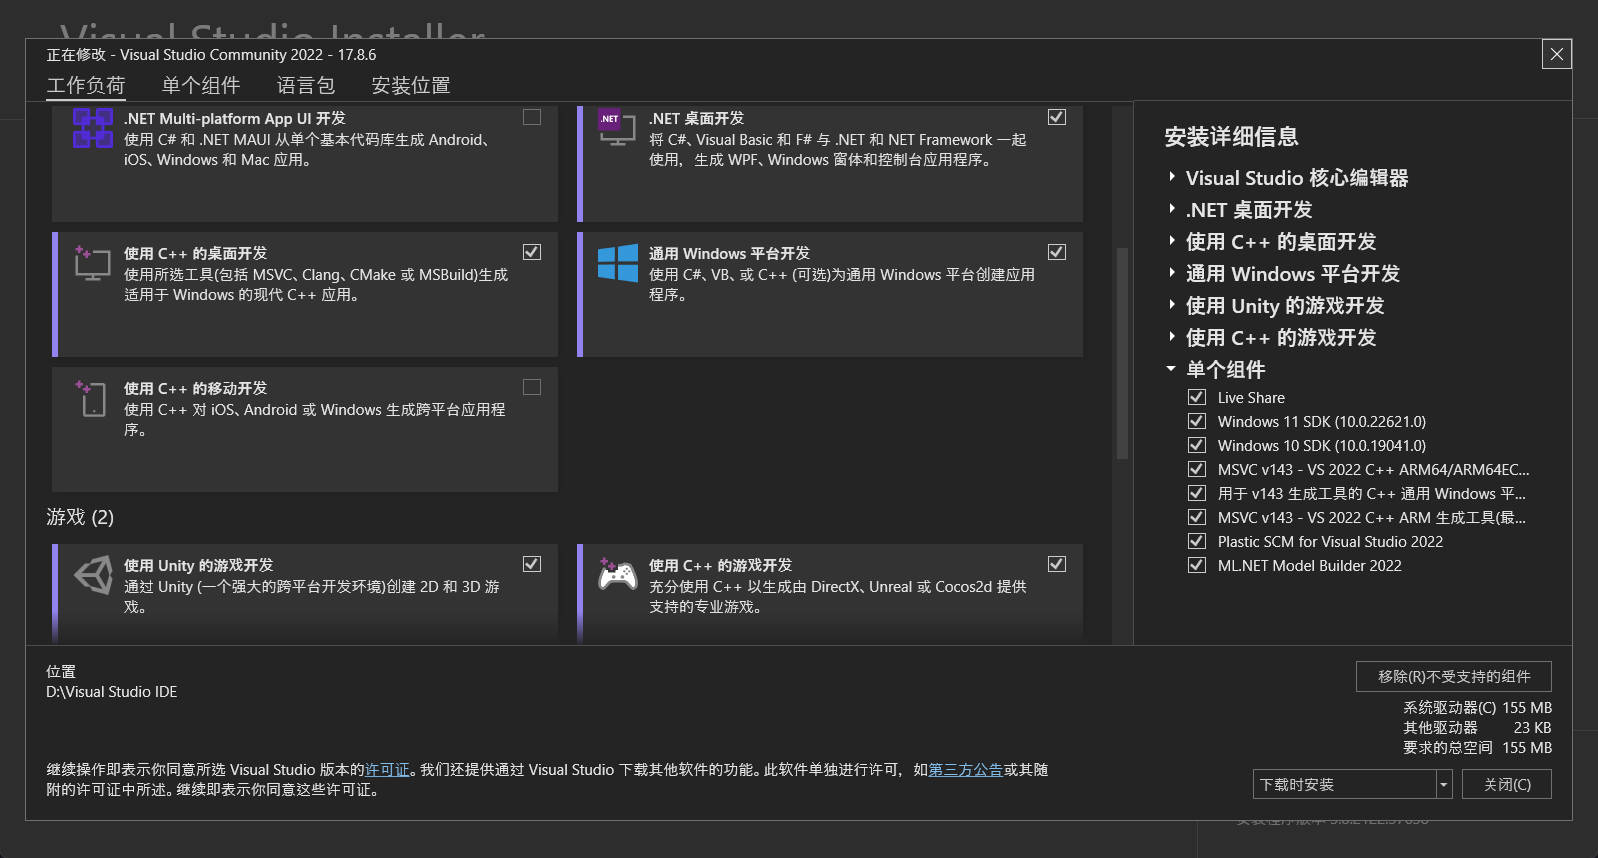 Visual Studio Installer
正在修改 - Visual Studio Community 2022 - 17.8.6
工作负荷 单个组件 语言包 安装位置
.NET Multi-platform App UI 开发
使用 C# 和 .NET MAUI 从单个基本代码库生成 Android、
iOS、Windows 和 Mac 应用。
.NET
.NET 桌面开发
将 C#、Visual Basic 和 F# 与 .NET 和 NET Framework 一起
使用，生成 WPF、Windows 窗体和控制台应用程序。
使用 C++ 的桌面开发
使用所选工具(包括 MSVC、Clang、CMake 或 MSBuild)生成
适用于 Windows 的现代 C++ 应用。
通用 Windows 平台开发
使用 C#、VB、或 C++ (可选)为通用 Windows 平台创建应用
程序。
使用 C++ 的移动开发
使用 C++ 对 iOS、Android 或 Windows 生成跨平台应用程
序。
游戏 (2)
使用 Unity 的游戏开发
通过 Unity (一个强大的跨平台开发环境)创建 2D 和 3D 游
戏。
使用 C++ 的游戏开发
充分使用 C++ 以生成由 DirectX、Unreal 或 Cocos2d 提供
支持的专业游戏。
安装详细信息
Visual Studio 核心编辑器
.NET 桌面开发
使用 C++ 的桌面开发
通用 Windows 平台开发
使用 Unity 的游戏开发
使用 C++ 的游戏开发
单个组件
Live Share
Windows 11 SDK (10.0.22621.0)
Windows 10 SDK (10.0.19041.0)
MSVC v143 - VS 2022 C++ ARM64/ARM64EC...
用于 v143 生成工具的 C++ 通用 Windows 平...
MSVC v143 - VS 2022 C++ ARM 生成工具(最...
Plastic SCM for Visual Studio 2022
ML.NET Model Builder 2022
位置
D:\Visual Studio IDE
移除(R)不受支持的组件
系统驱动器(C) 155 MB
其他驱动器 23 KB
要求的总空间 155 MB
继续操作即表示你同意所选 Visual Studio 版本的许可证。我们还提供通过 Visual Studio 下载其他软件的功能。此软件单独进行许可，如第三方公告或其随
附的许可证中所述。继续即表示你同意这些许可证。
下载时安装
关闭(C)